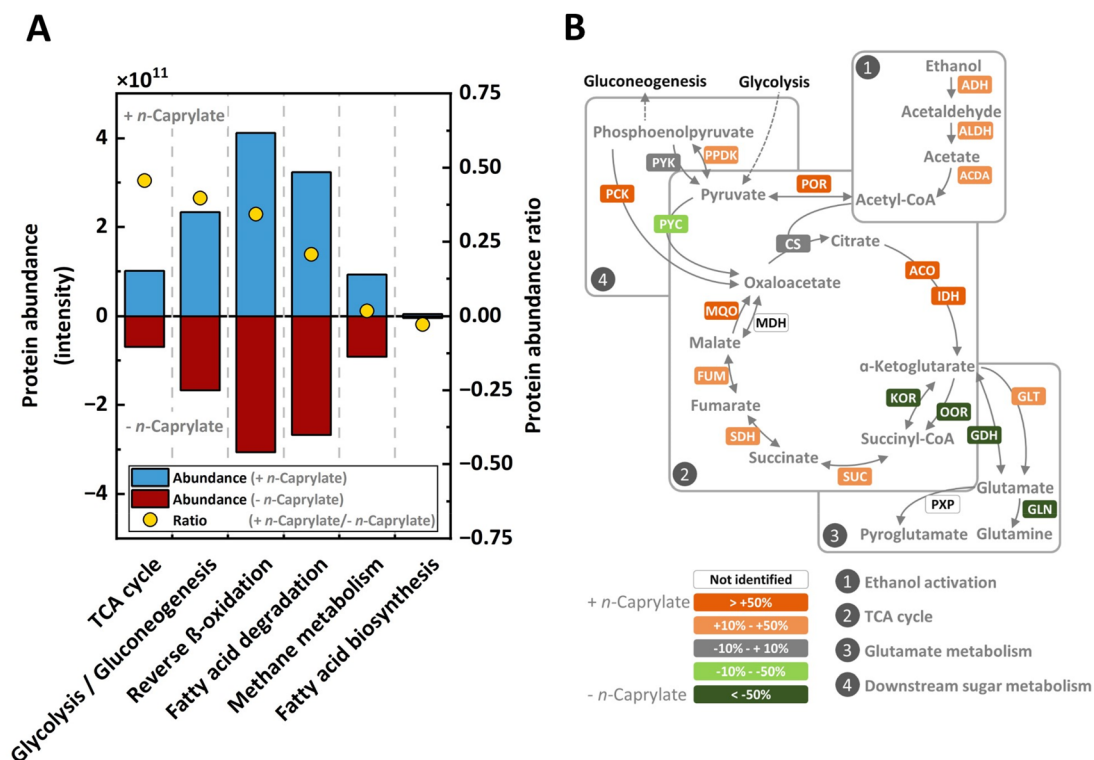 A
×10¹¹
Protein abundance
(intensity)
4
2
0
−2
−4
+ n-Caprylate
- n-Caprylate
0.75
0.50
0.25
0.00
−0.25
−0.50
−0.75
Protein abundance ratio
Abundance (+ n-Caprylate)
Abundance (- n-Caprylate)
Ratio (+ n-Caprylate/- n-Caprylate)
TCA cycle
Glycolysis / Gluconeogenesis
Reverse ß-oxidation
Fatty acid degradation
Methane metabolism
Fatty acid biosynthesis
B
1
Ethanol
ADH
Acetaldehyde
ALDH
Acetate
ACDA
Acetyl-CoA
Gluconeogenesis
Glycolysis
Phosphoenolpyruvate
PYK
PPDK
PCK
Pyruvate
POR
PYC
CS
Citrate
4
Oxaloacetate
ACO
IDH
MQO
MDH
Malate
FUM
α-Ketoglutarate
KOR
OOR
GLT
Fumarate
SDH
Succinyl-CoA
GDH
Succinate
SUC
2
Glutamate
PXP
GLN
3
Pyroglutamate
Glutamine
Not identified
+ n-Caprylate
> +50%
+10% - +50%
-10% - + 10%
-10% - -50%
- n-Caprylate
< -50%
1 Ethanol activation
2 TCA cycle
3 Glutamate metabolism
4 Downstream sugar metabolism